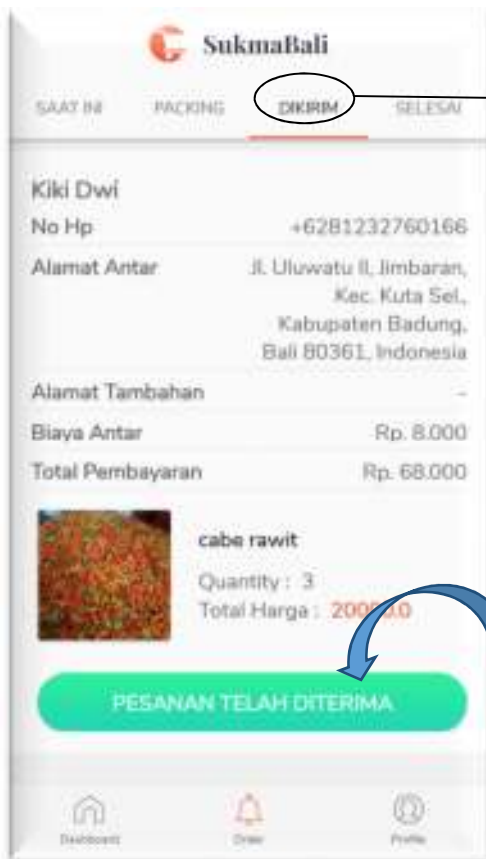 SukmaBali
SAAT INI PACKING DIKIRIM SELESAI
Kiki Dwi
No Hp +6281232760166
Alamat Antar Jl. Uluwatu II, Jimbaran,
Kec. Kuta Sel.,
Kabupaten Badung,
Bali 80361, Indonesia
Alamat Tambahan -
Biaya Antar Rp. 8.000
Total Pembayaran Rp. 68.000
cabe rawit
Quantity : 3
Total Harga : 20000.0
PESANAN TELAH DITERIMA
Dashboard Order Profile